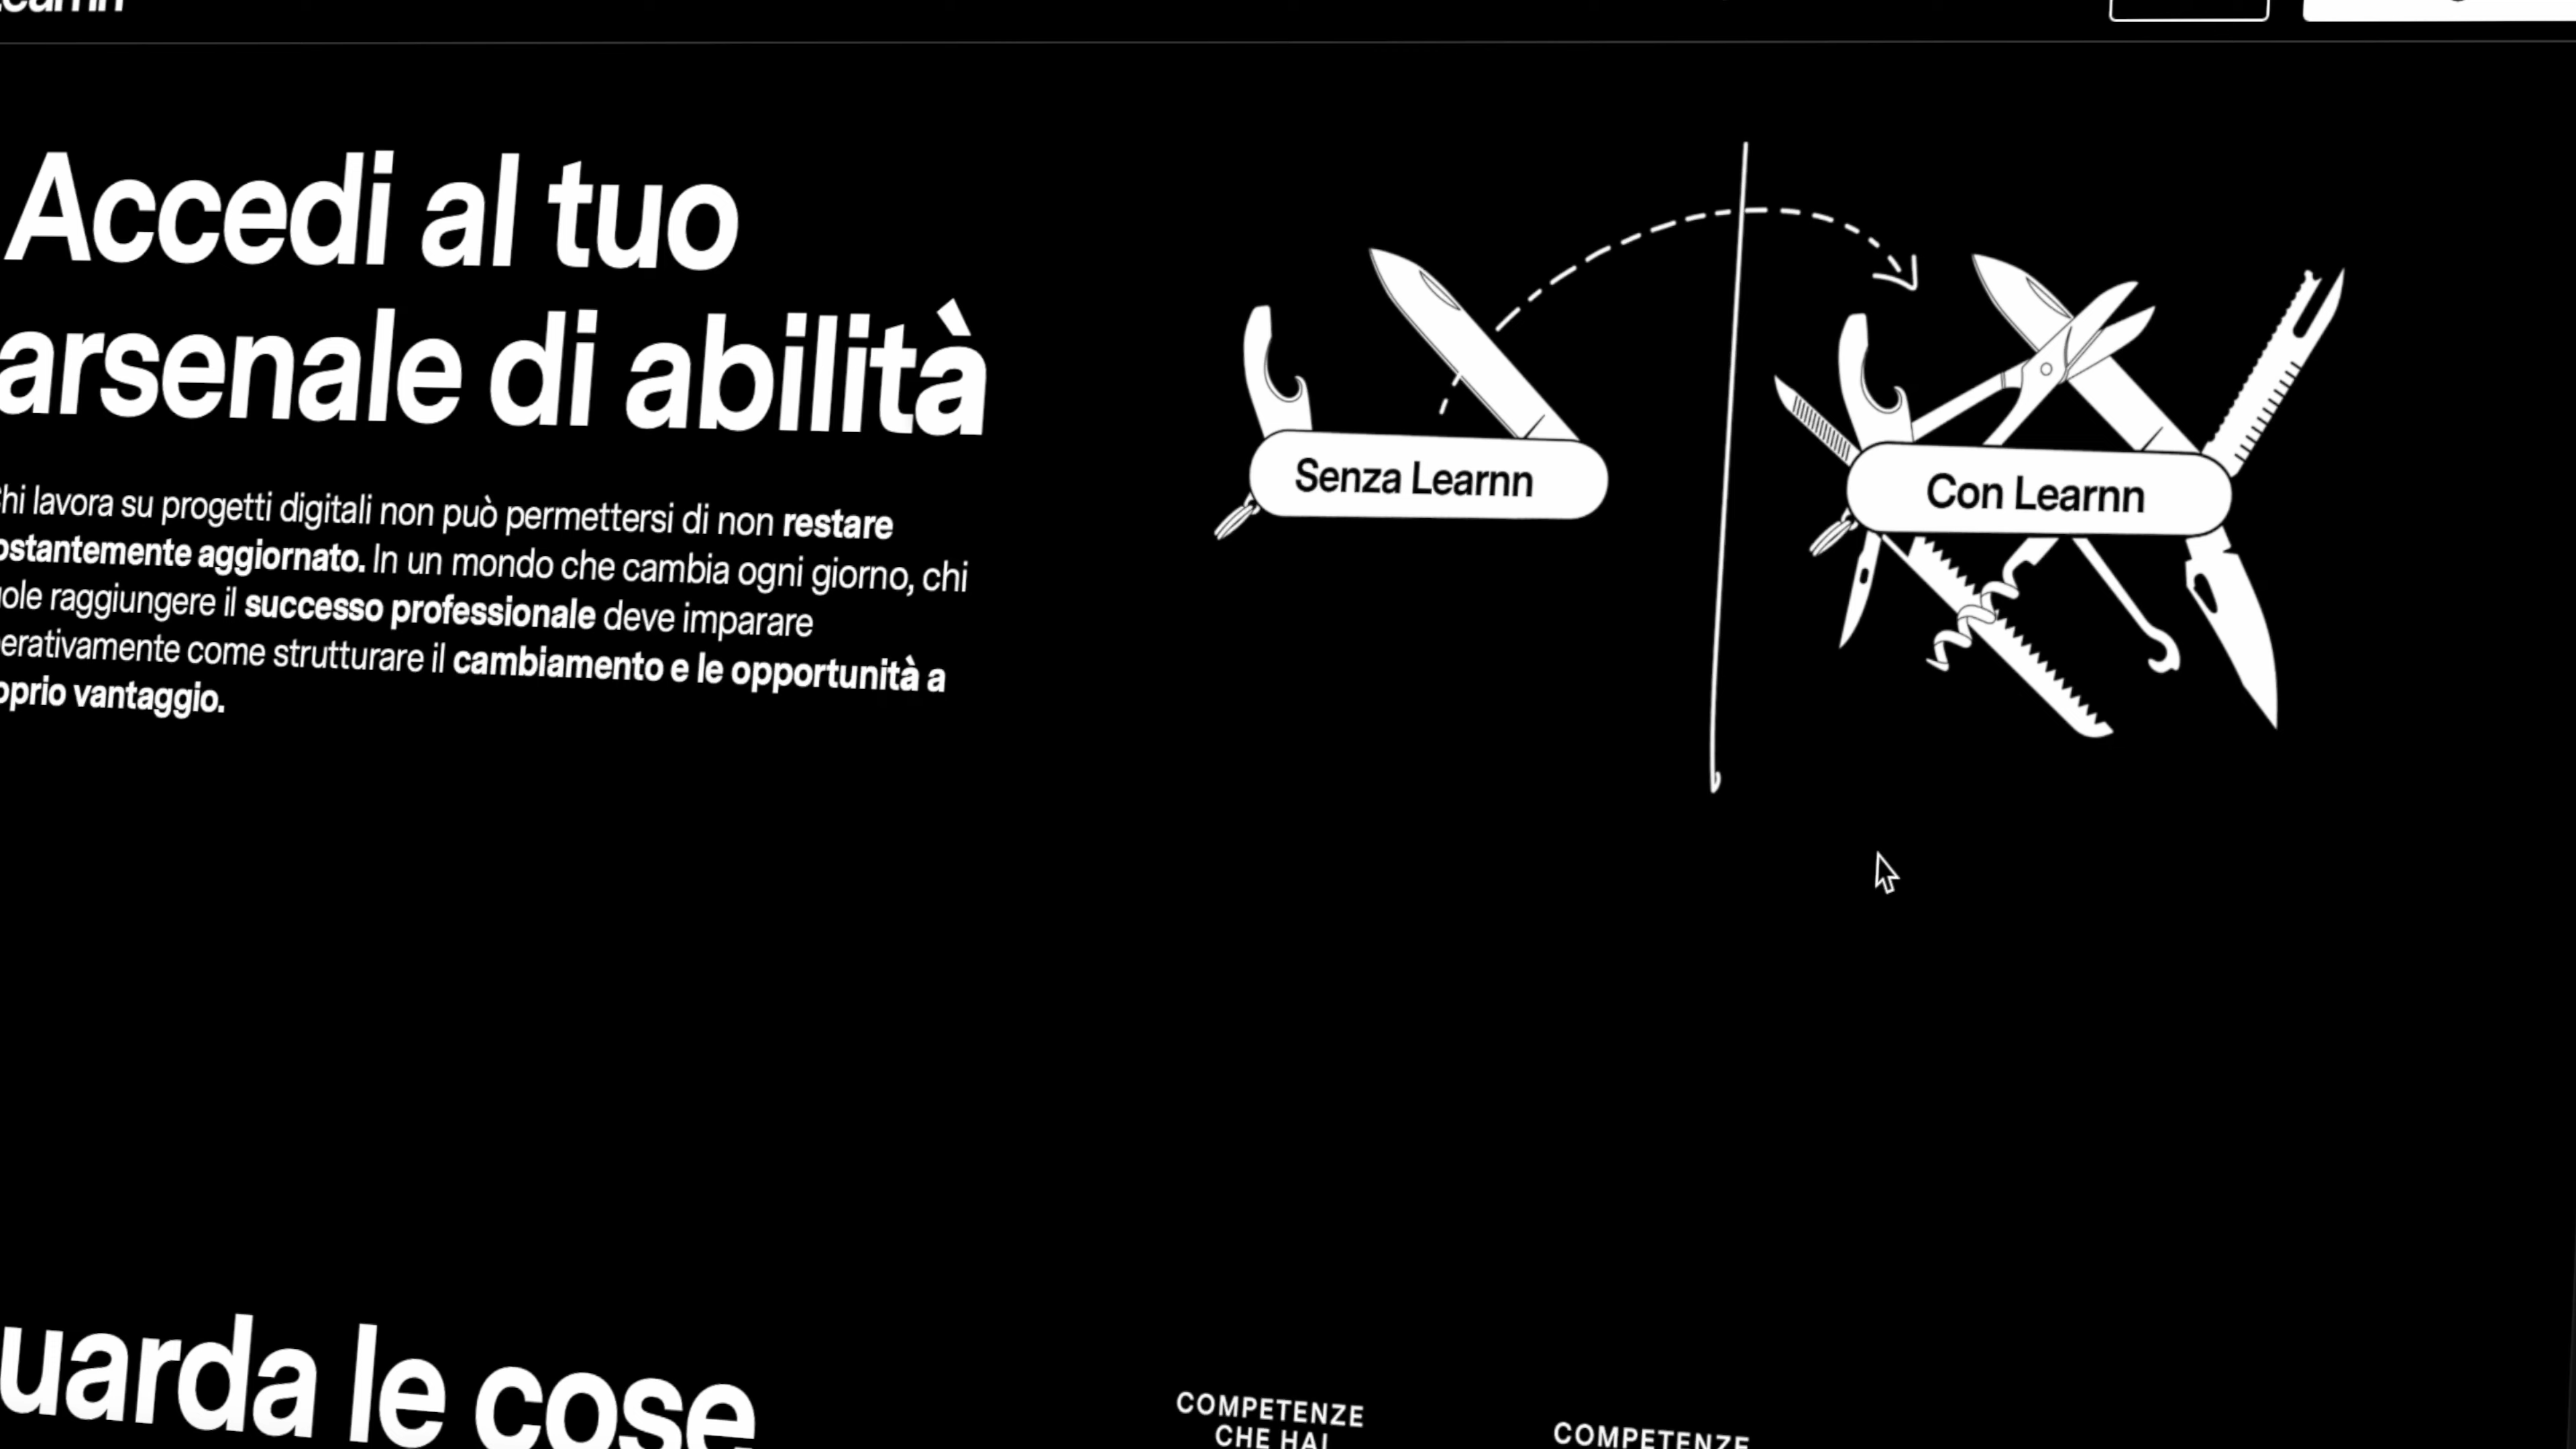 Accedi al tuo
arsenale di abilità
hi lavora su progetti digitali non può permettersi di non restare
ostantemente aggiornato. In un mondo che cambia ogni giorno, chi
ole raggiungere il successo professionale deve imparare
erativamente come strutturare il cambiamento e le opportunità a
oprio vantaggio.
Senza Learnn
Con Learnn
uarda le cose
COMPETENZE
CHE HAI
COMPETENZE